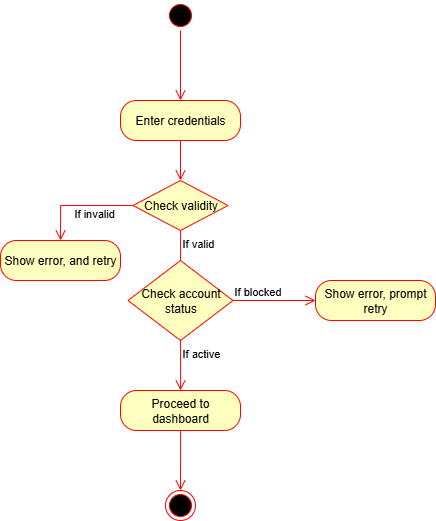 Enter credentials
Check validity
If invalid
If valid
Show error, and retry
Check account
status
If blocked
Show error, prompt
retry
If active
Proceed to
dashboard